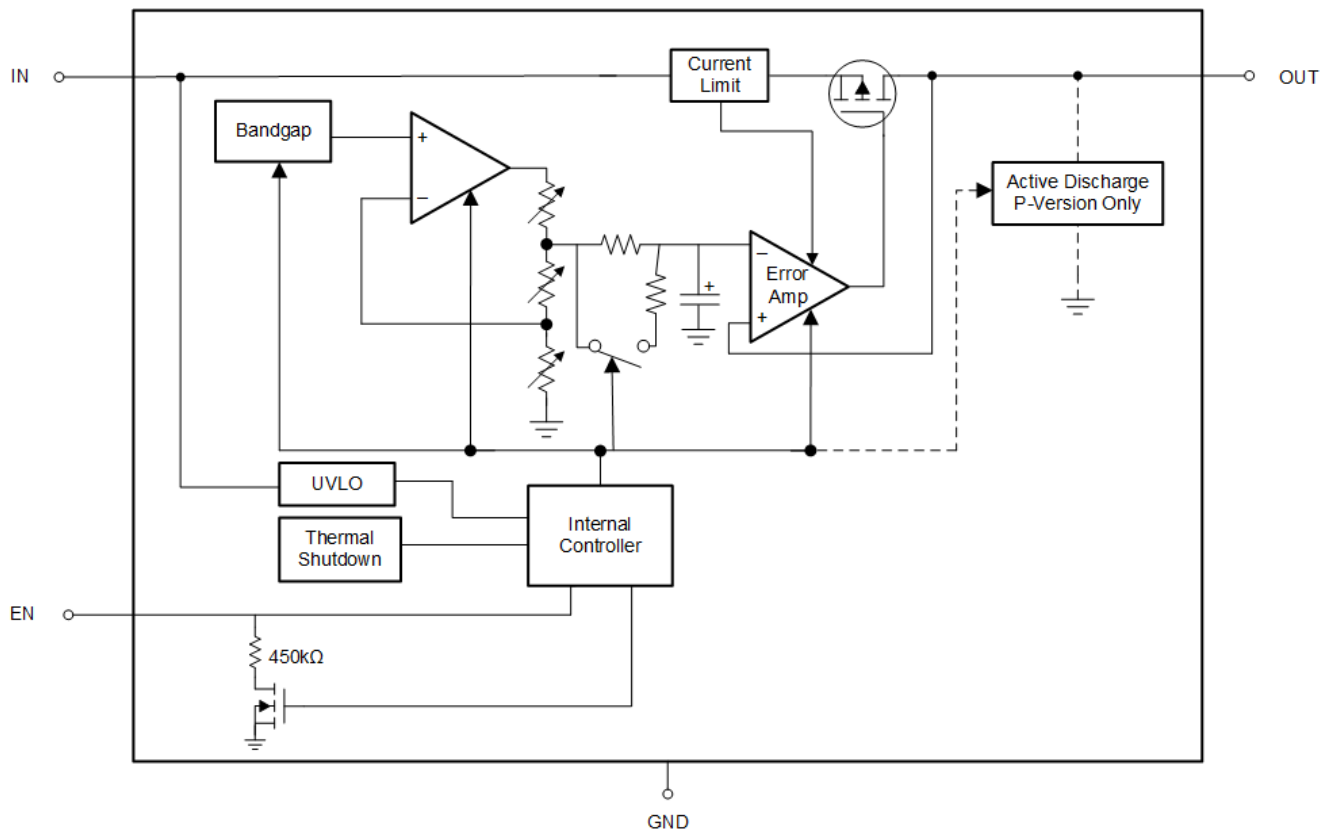 IN
Current
Limit
OUT
Bandgap
+
–
Active Discharge
P-Version Only
+
–
Error
Amp
+
UVLO
Thermal
Shutdown
Internal
Controller
EN
450kΩ
GND